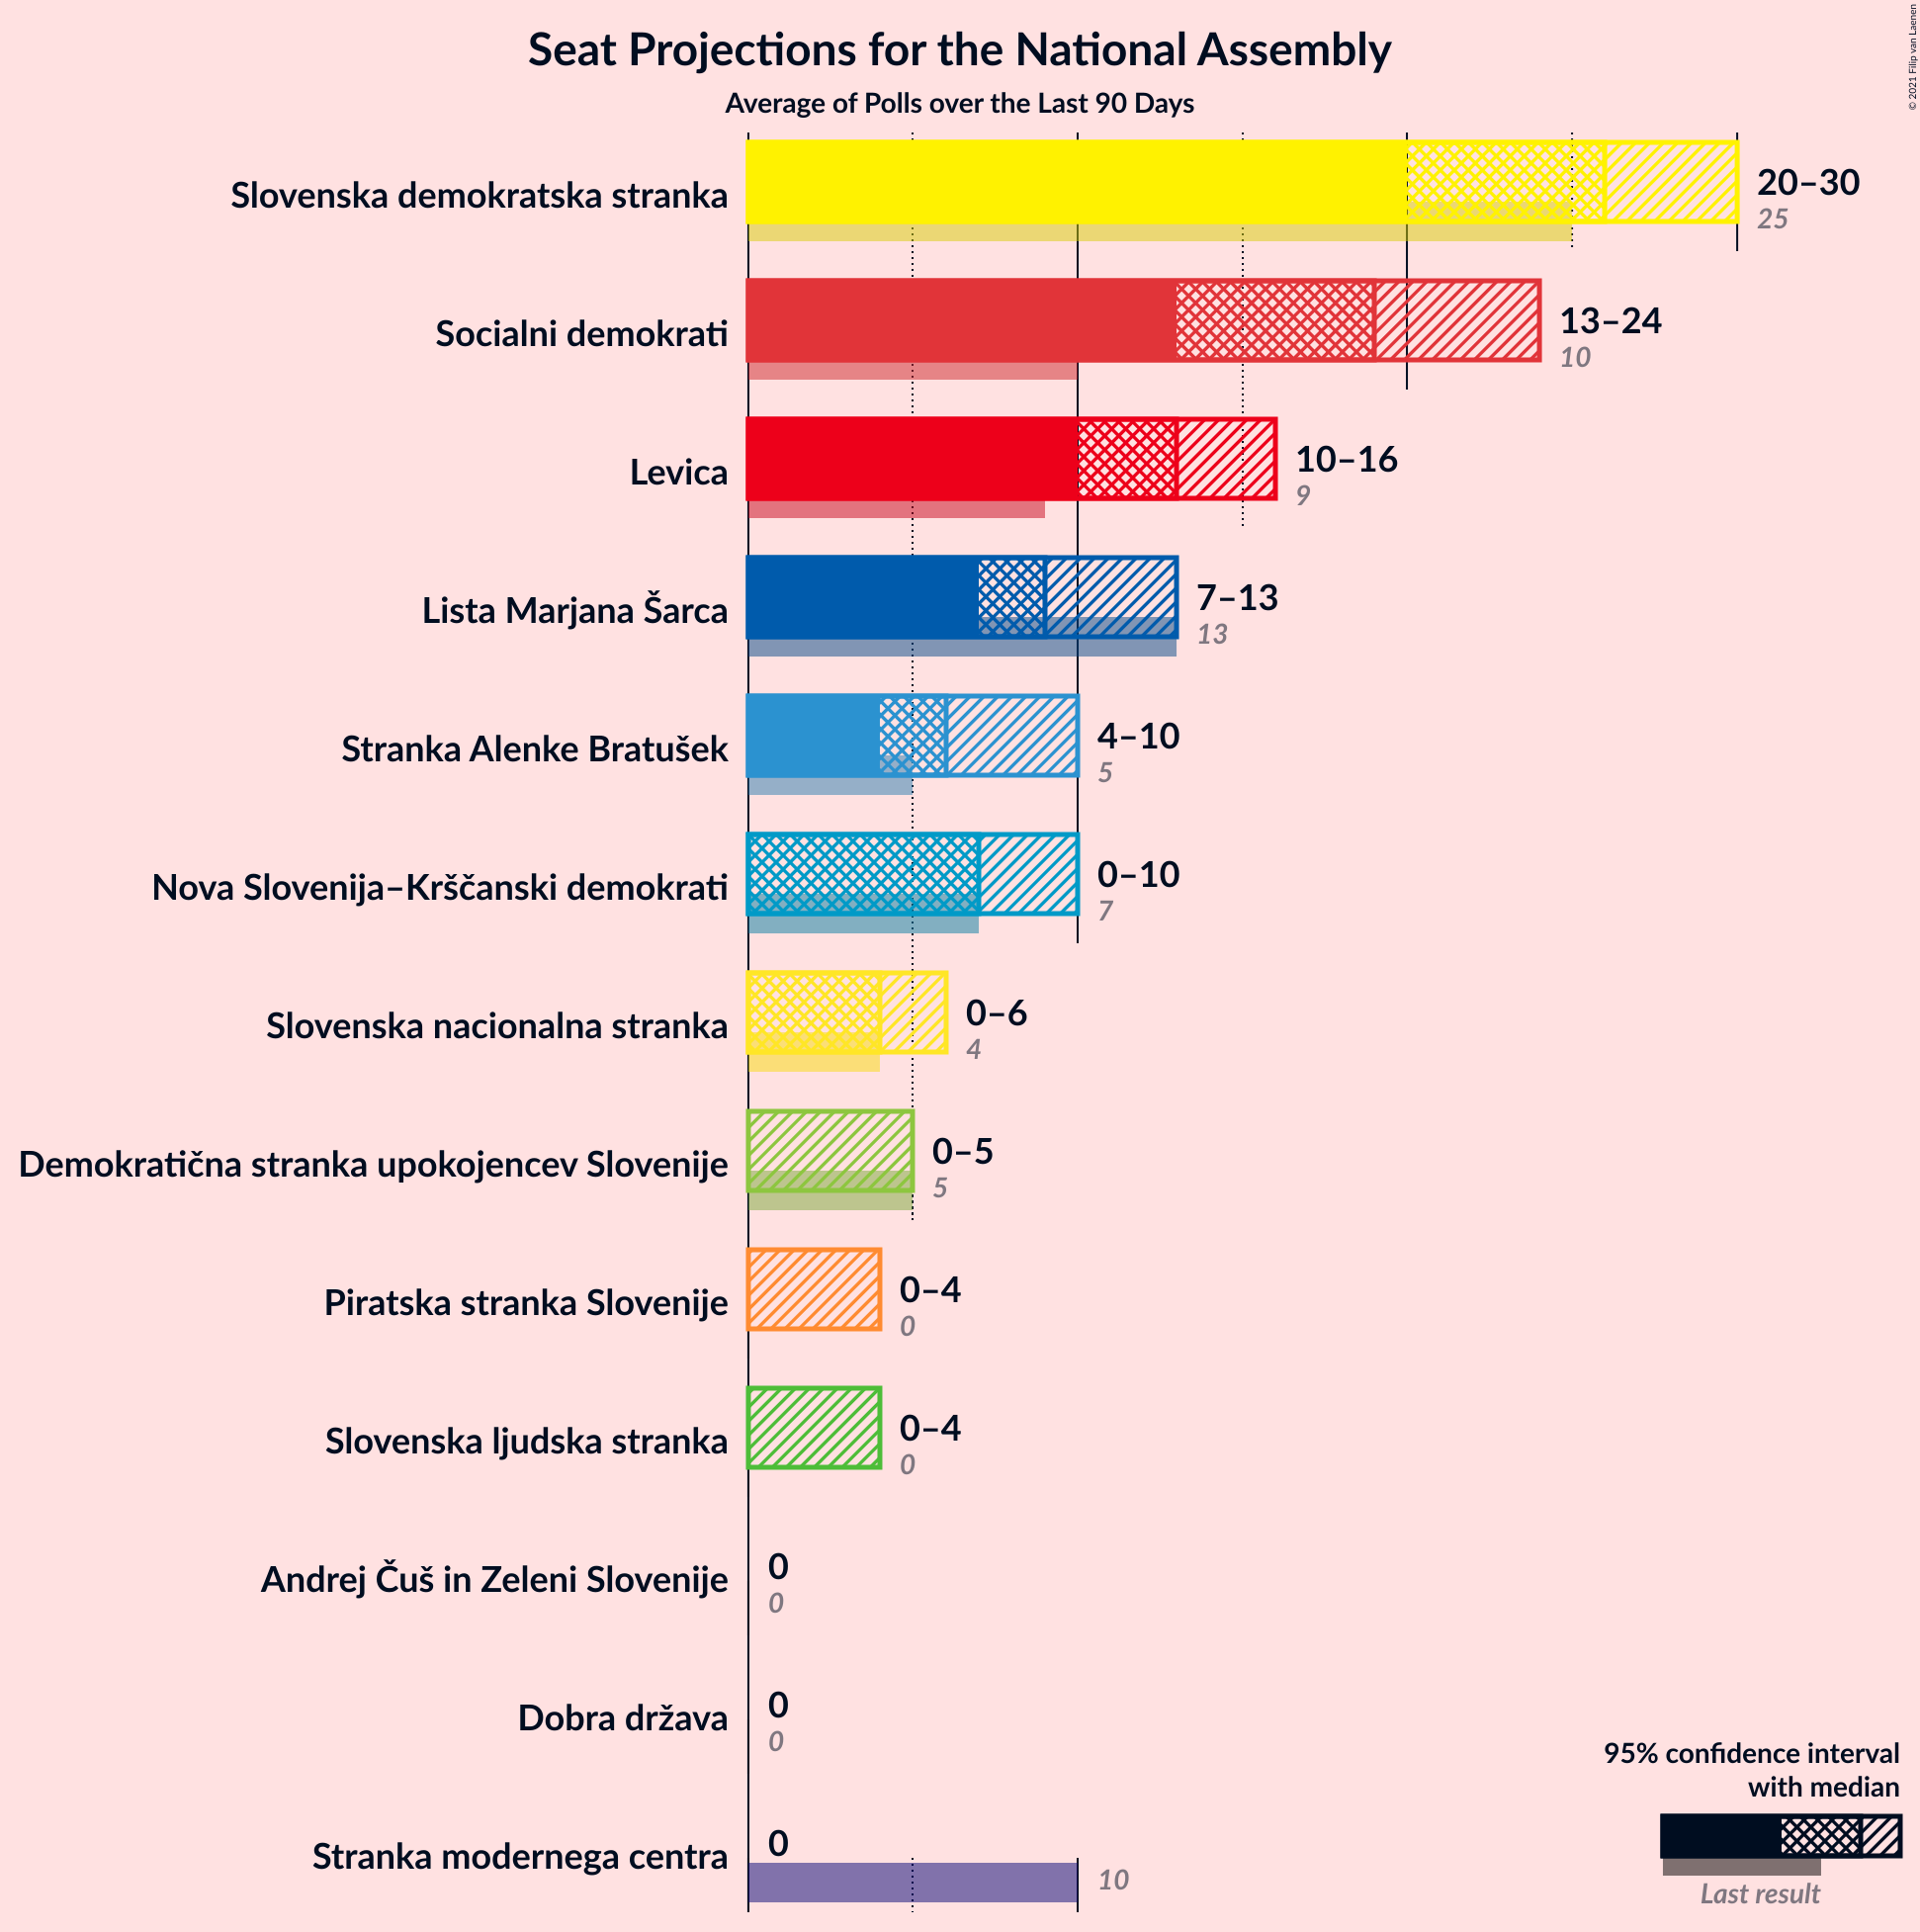 © 2021 Filip van Laenen
Seat Projections for the National Assembly
Average of Polls over the Last 90 Days
Slovenska demokratska stranka
20–30
25
Socialni demokrati
13–24
10
Levica
10–16
9
Lista Marjana Šarca
7–13
13
Stranka Alenke Bratušek
4–10
5
Nova Slovenija–Krščanski demokrati
0–10
7
Slovenska nacionalna stranka
0–6
4
Demokratična stranka upokojencev Slovenije
0–5
5
Piratska stranka Slovenije
0–4
0
Slovenska ljudska stranka
0–4
0
Andrej Čuš in Zeleni Slovenije
0
0
Dobra država
0
0
Stranka modernega centra
0
10
95% confidence interval
with median
Last result